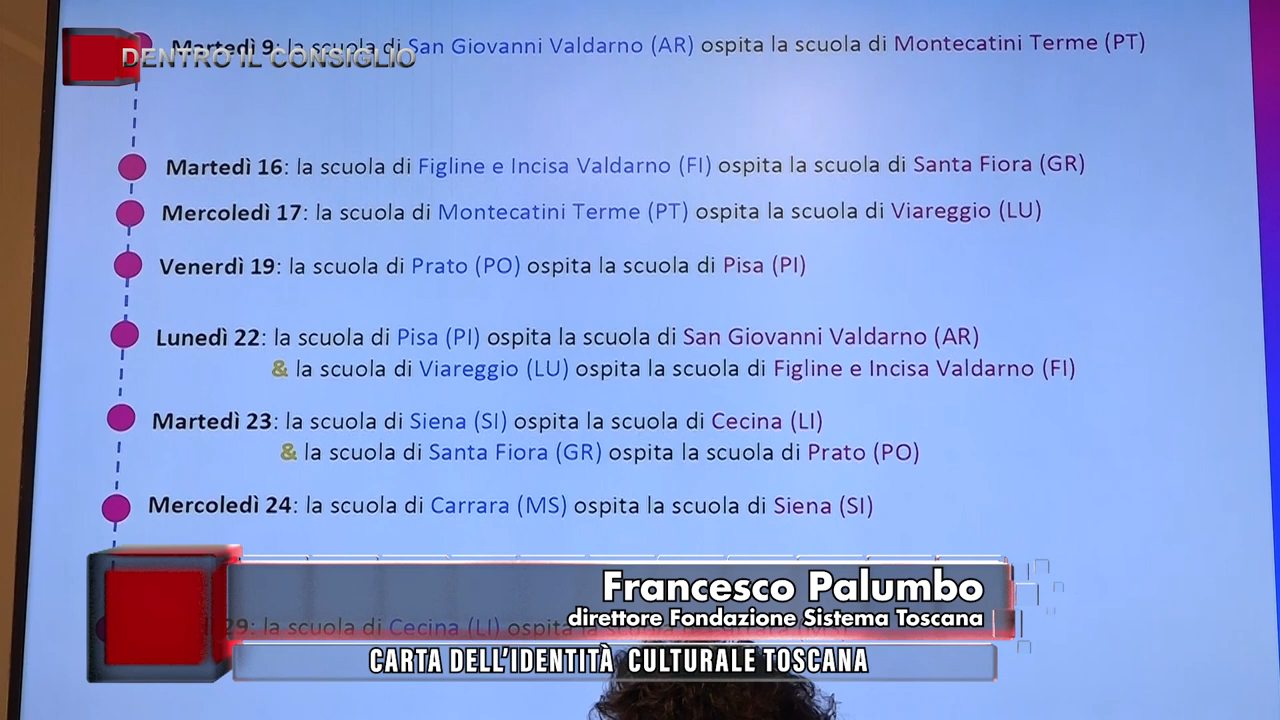 DENTRO IL CONSIGLIO
Martedì 9: la scuola di San Giovanni Valdarno (AR) ospita la scuola di Montecatini Terme (PT)
Martedì 16: la scuola di Figline e Incisa Valdarno (FI) ospita la scuola di Santa Fiora (GR)
Mercoledì 17: la scuola di Montecatini Terme (PT) ospita la scuola di Viareggio (LU)
Venerdì 19: la scuola di Prato (PO) ospita la scuola di Pisa (PI)
Lunedì 22: la scuola di Pisa (PI) ospita la scuola di San Giovanni Valdarno (AR)
& la scuola di Viareggio (LU) ospita la scuola di Figline e Incisa Valdarno (FI)
Martedì 23: la scuola di Siena (SI) ospita la scuola di Cecina (LI)
& la scuola di Santa Fiora (GR) ospita la scuola di Prato (PO)
Mercoledì 24: la scuola di Carrara (MS) ospita la scuola di Siena (SI)
Francesco Palumbo
direttore Fondazione Sistema Toscana
29: la scuola di Cecina (LI) ospita
CARTA DELL'IDENTITÀ CULTURALE TOSCANA